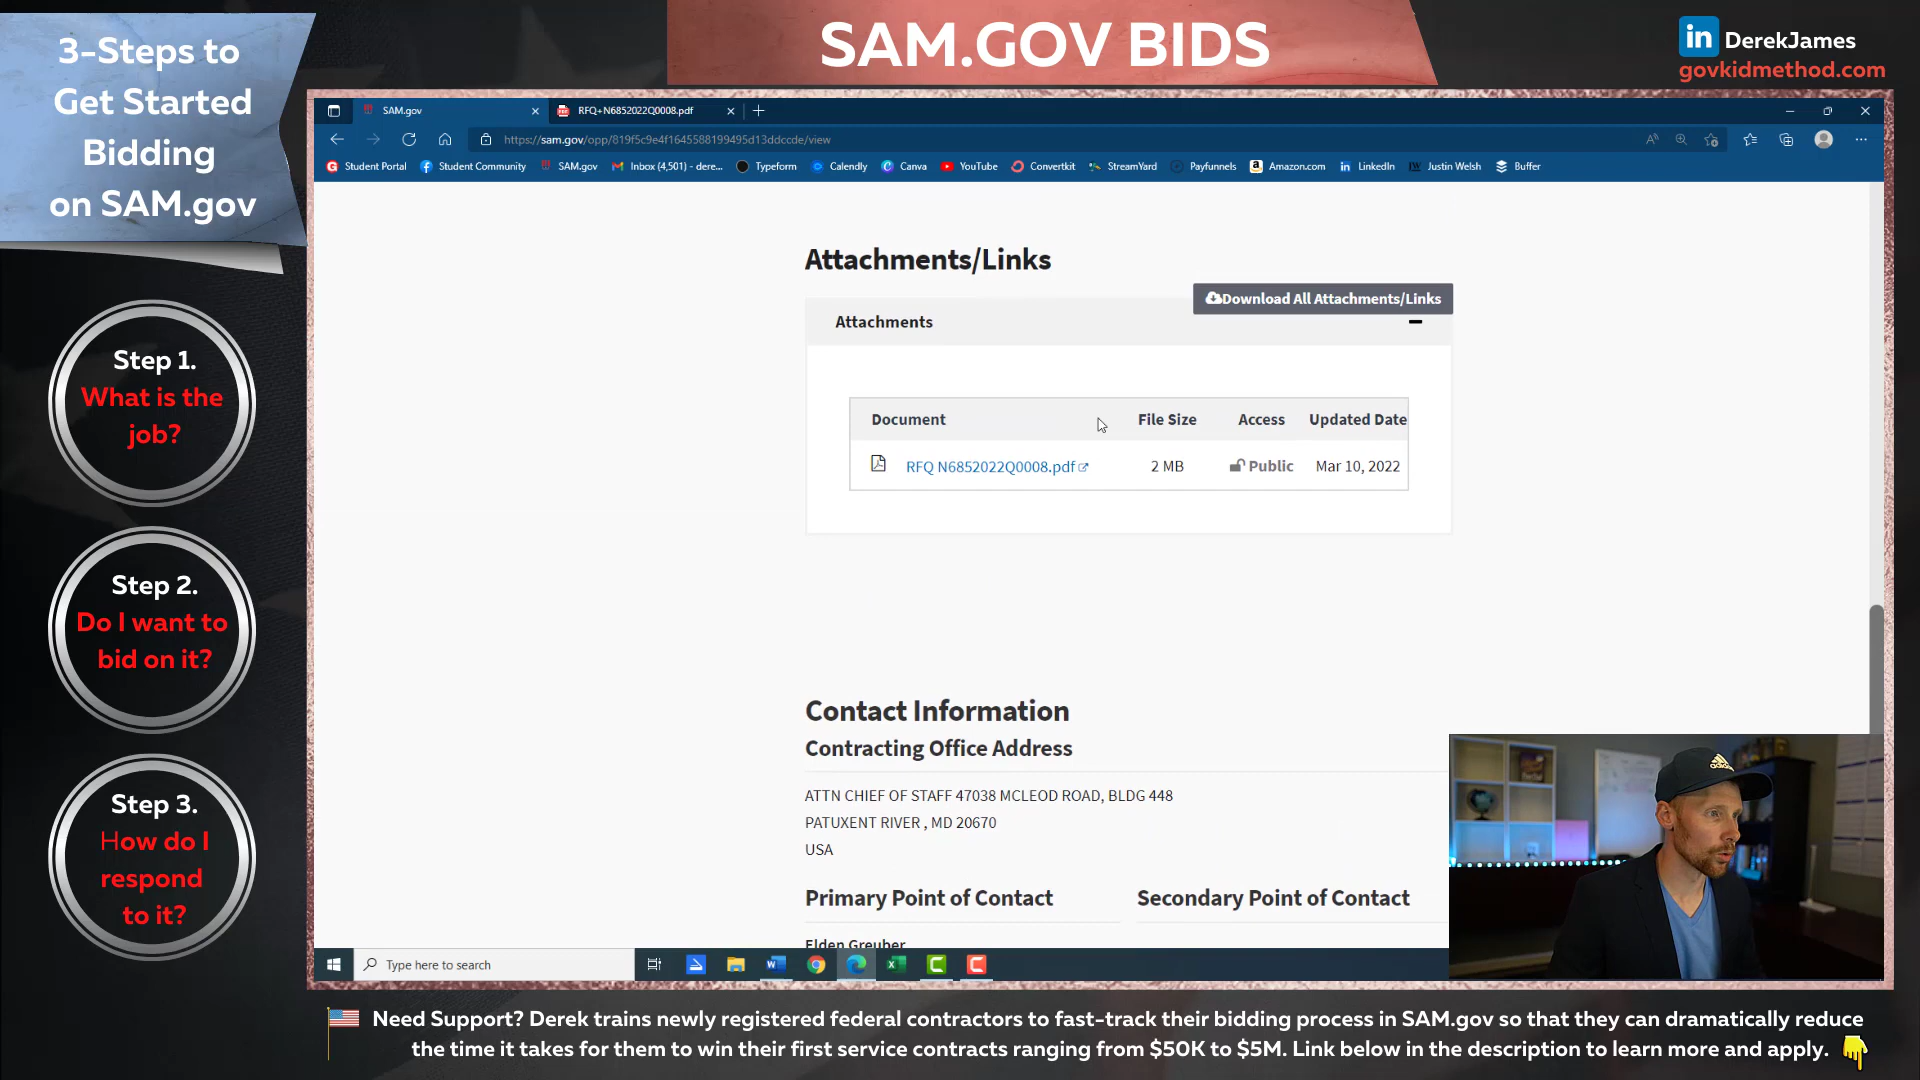 3-Steps to
Get Started
Bidding
on SAM.gov
SAM.GOV BIDS
in DerekJames
govkidmethod.com
SAM.gov
RFQ+N6852022Q0008.pdf
https://sam.gov/opp/819f5c9e4f1645588199495d13ddccde/view
Student Portal Student Community SAM.gov Inbox (4,501) - dere... Typeform Calendly Canva YouTube Convertkit StreamYard Payfunnels Amazon.com LinkedIn Justin Welsh Buffer
Attachments/Links
Download All Attachments/Links
Attachments
Document File Size Access Updated Date
RFQ N6852022Q0008.pdf 2 MB Public Mar 10, 2022
Contact Information
Contracting Office Address
ATTN CHIEF OF STAFF 47038 MCLEOD ROAD, BLDG 448
PATUXENT RIVER , MD 20670
USA
Primary Point of Contact Secondary Point of Contact
Elden Greuber
Type here to search
Step 1.
What is the
job?
Step 2.
Do I want to
bid on it?
Step 3.
How do I
respond
to it?
Need Support? Derek trains newly registered federal contractors to fast-track their bidding process in SAM.gov so that they can dramatically reduce
the time it takes for them to win their first service contracts ranging from $50K to $5M. Link below in the description to learn more and apply.